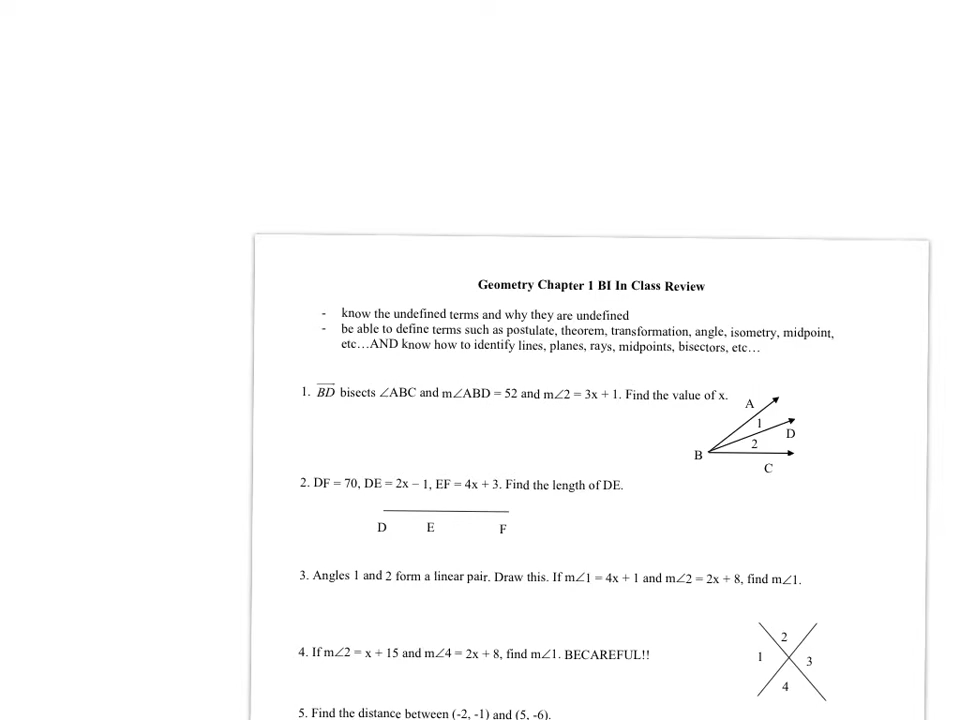 Geometry Chapter 1 BI In Class Review
- know the undefined terms and why they are undefined
- be able to define terms such as postulate, theorem, transformation, angle, isometry, midpoint,
etc…AND know how to identify lines, planes, rays, midpoints, bisectors, etc…
1. BD bisects ∠ABC and m∠ABD = 52 and m∠2 = 3x + 1. Find the value of x.
A
1
D
2
B
C
2. DF = 70, DE = 2x − 1, EF = 4x + 3. Find the length of DE.
D E F
3. Angles 1 and 2 form a linear pair. Draw this. If m∠1 = 4x + 1 and m∠2 = 2x + 8, find m∠1.
4. If m∠2 = x + 15 and m∠4 = 2x + 8, find m∠1. BECAREFUL!!
2
1 3
4
5. Find the distance between (-2, -1) and (5, -6).